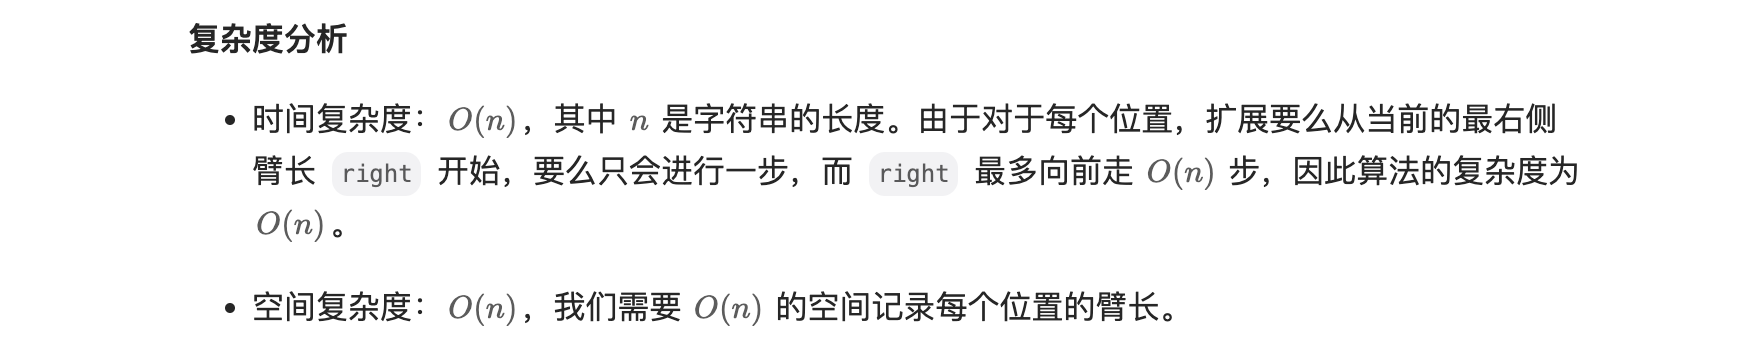 复杂度分析
• 时间复杂度：O(n)，其中 n 是字符串的长度。由于对于每个位置，扩展要么从当前的最右侧
臂长 right 开始，要么只会进行一步，而 right 最多向前走 O(n) 步，因此算法的复杂度为
O(n)。
• 空间复杂度：O(n)，我们需要 O(n) 的空间记录每个位置的臂长。